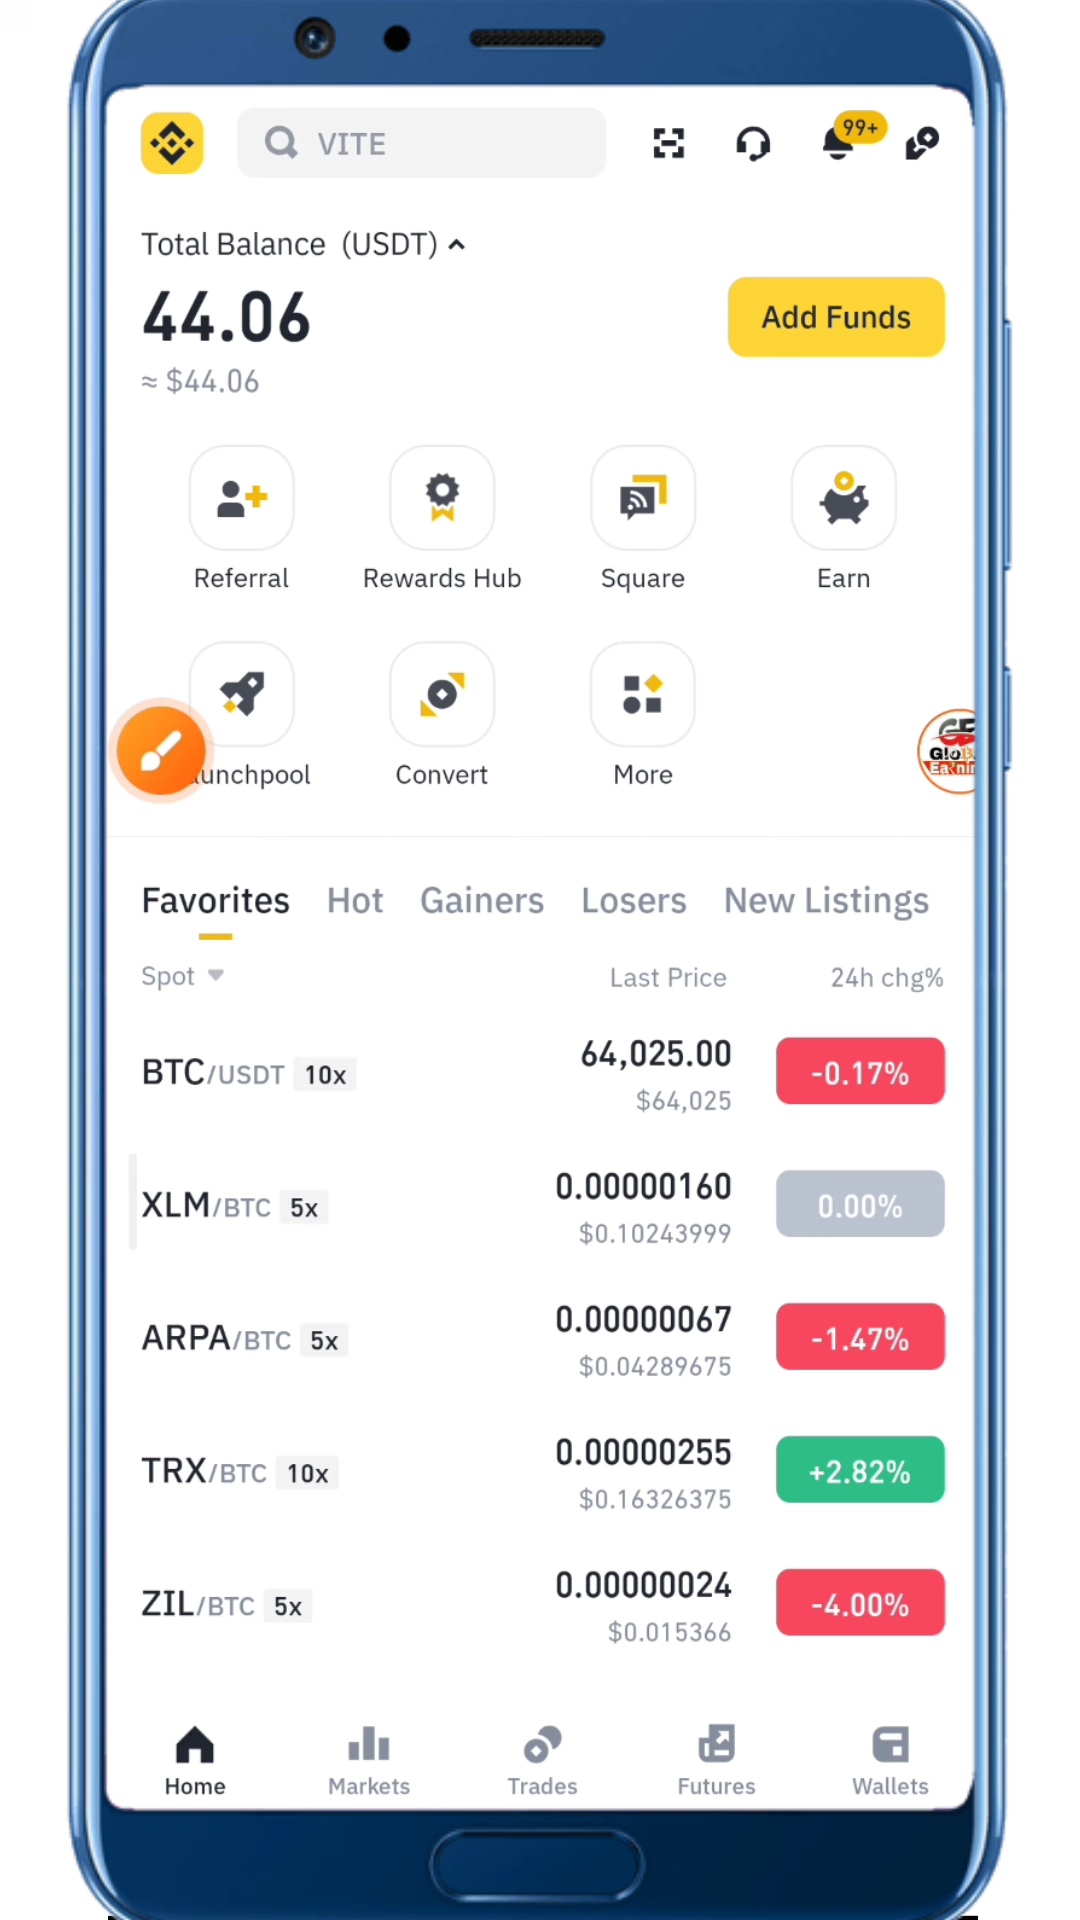 VITE
99+
Total Balance (USDT)
44.06
Add Funds
≈ $44.06
Referral
Rewards Hub
Square
Earn
aunchpool
Convert
More
Favorites
Hot
Gainers
Losers
New Listings
Spot
Last Price
24h chg%
BTC/USDT 10x
64,025.00
-0.17%
$64,025
XLM/BTC 5x
0.00000160
0.00%
$0.10243999
ARPA/BTC 5x
0.00000067
-1.47%
$0.04289675
TRX/BTC 10x
0.00000255
+2.82%
$0.16326375
ZIL/BTC 5x
0.00000024
-4.00%
$0.015366
Home
Markets
Trades
Futures
Wallets